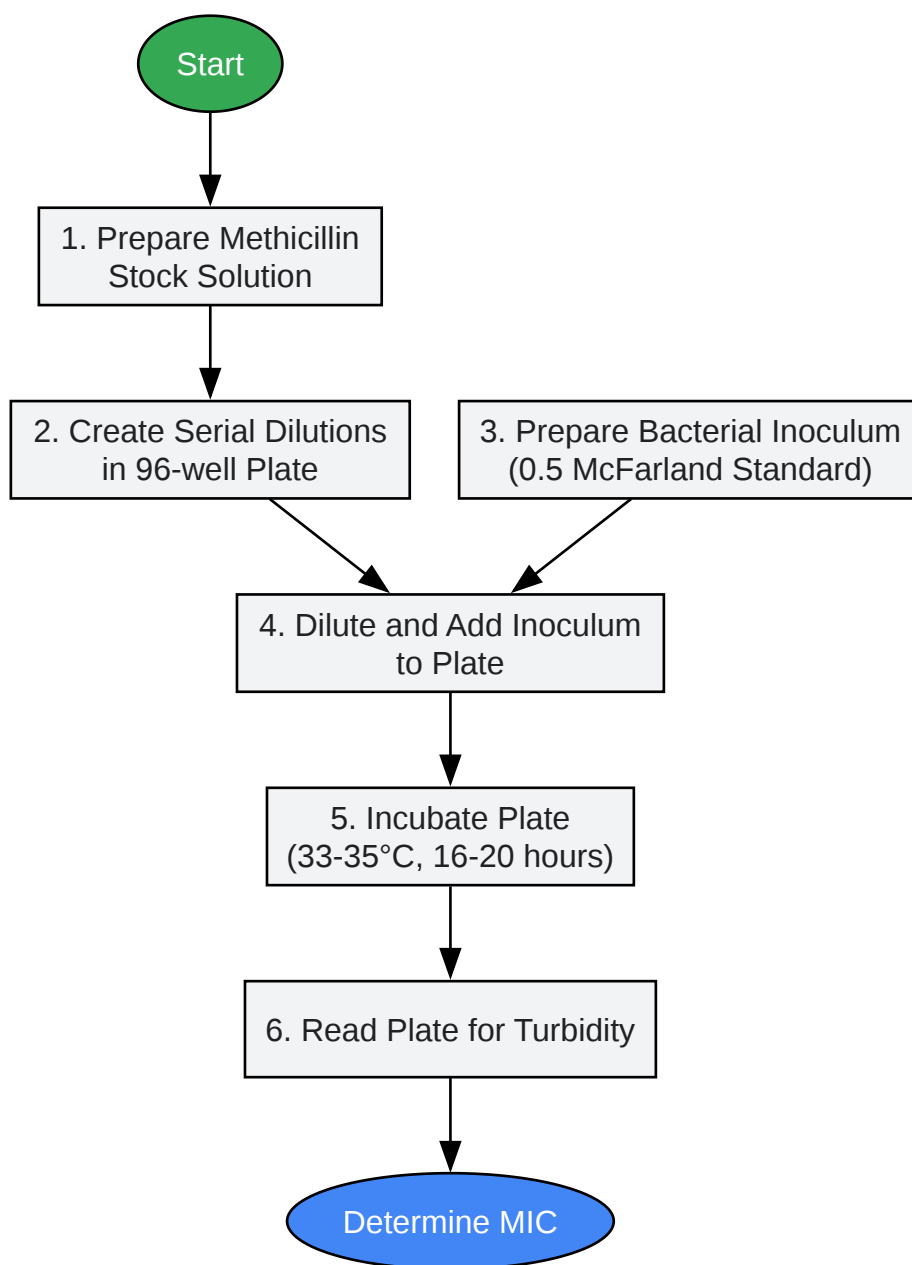 Start
1. Prepare Methicillin
Stock Solution
2. Create Serial Dilutions
in 96-well Plate
3. Prepare Bacterial Inoculum
(0.5 McFarland Standard)
4. Dilute and Add Inoculum
to Plate
5. Incubate Plate
(33-35°C, 16-20 hours)
6. Read Plate for Turbidity
Determine MIC